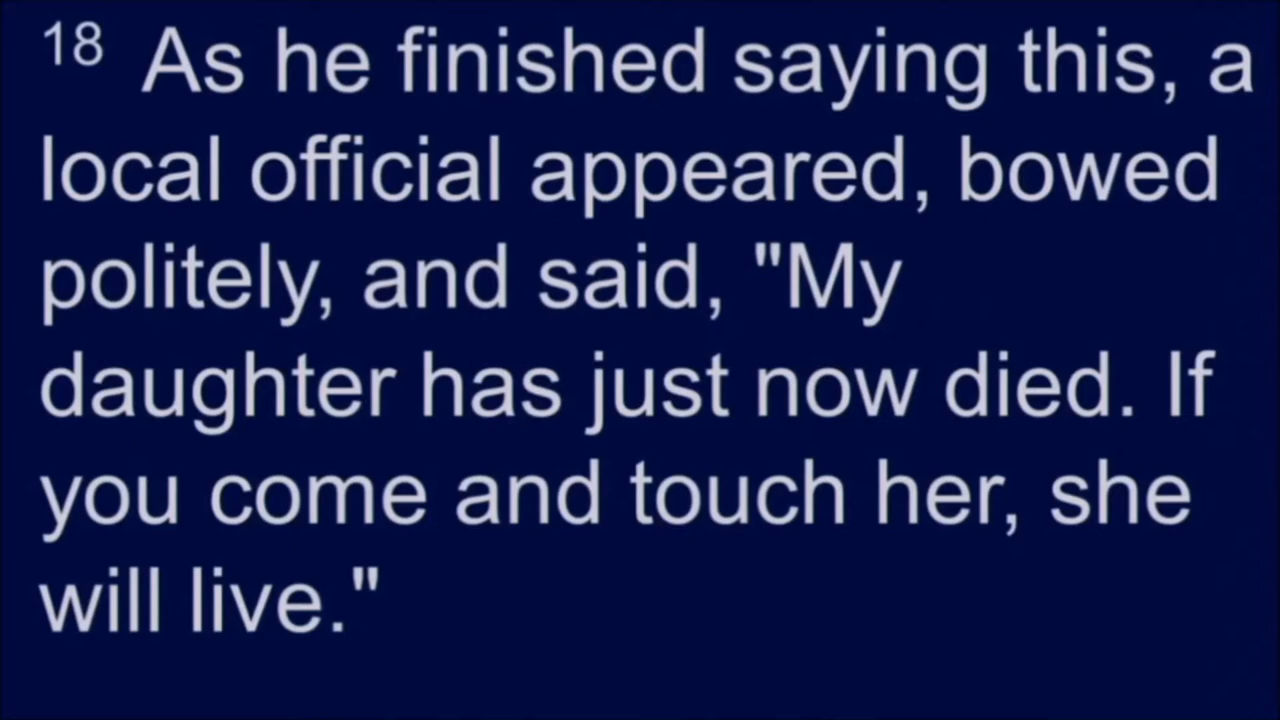 18 As he finished saying this, a
local official appeared, bowed
politely, and said, "My
daughter has just now died. If
you come and touch her, she
will live."